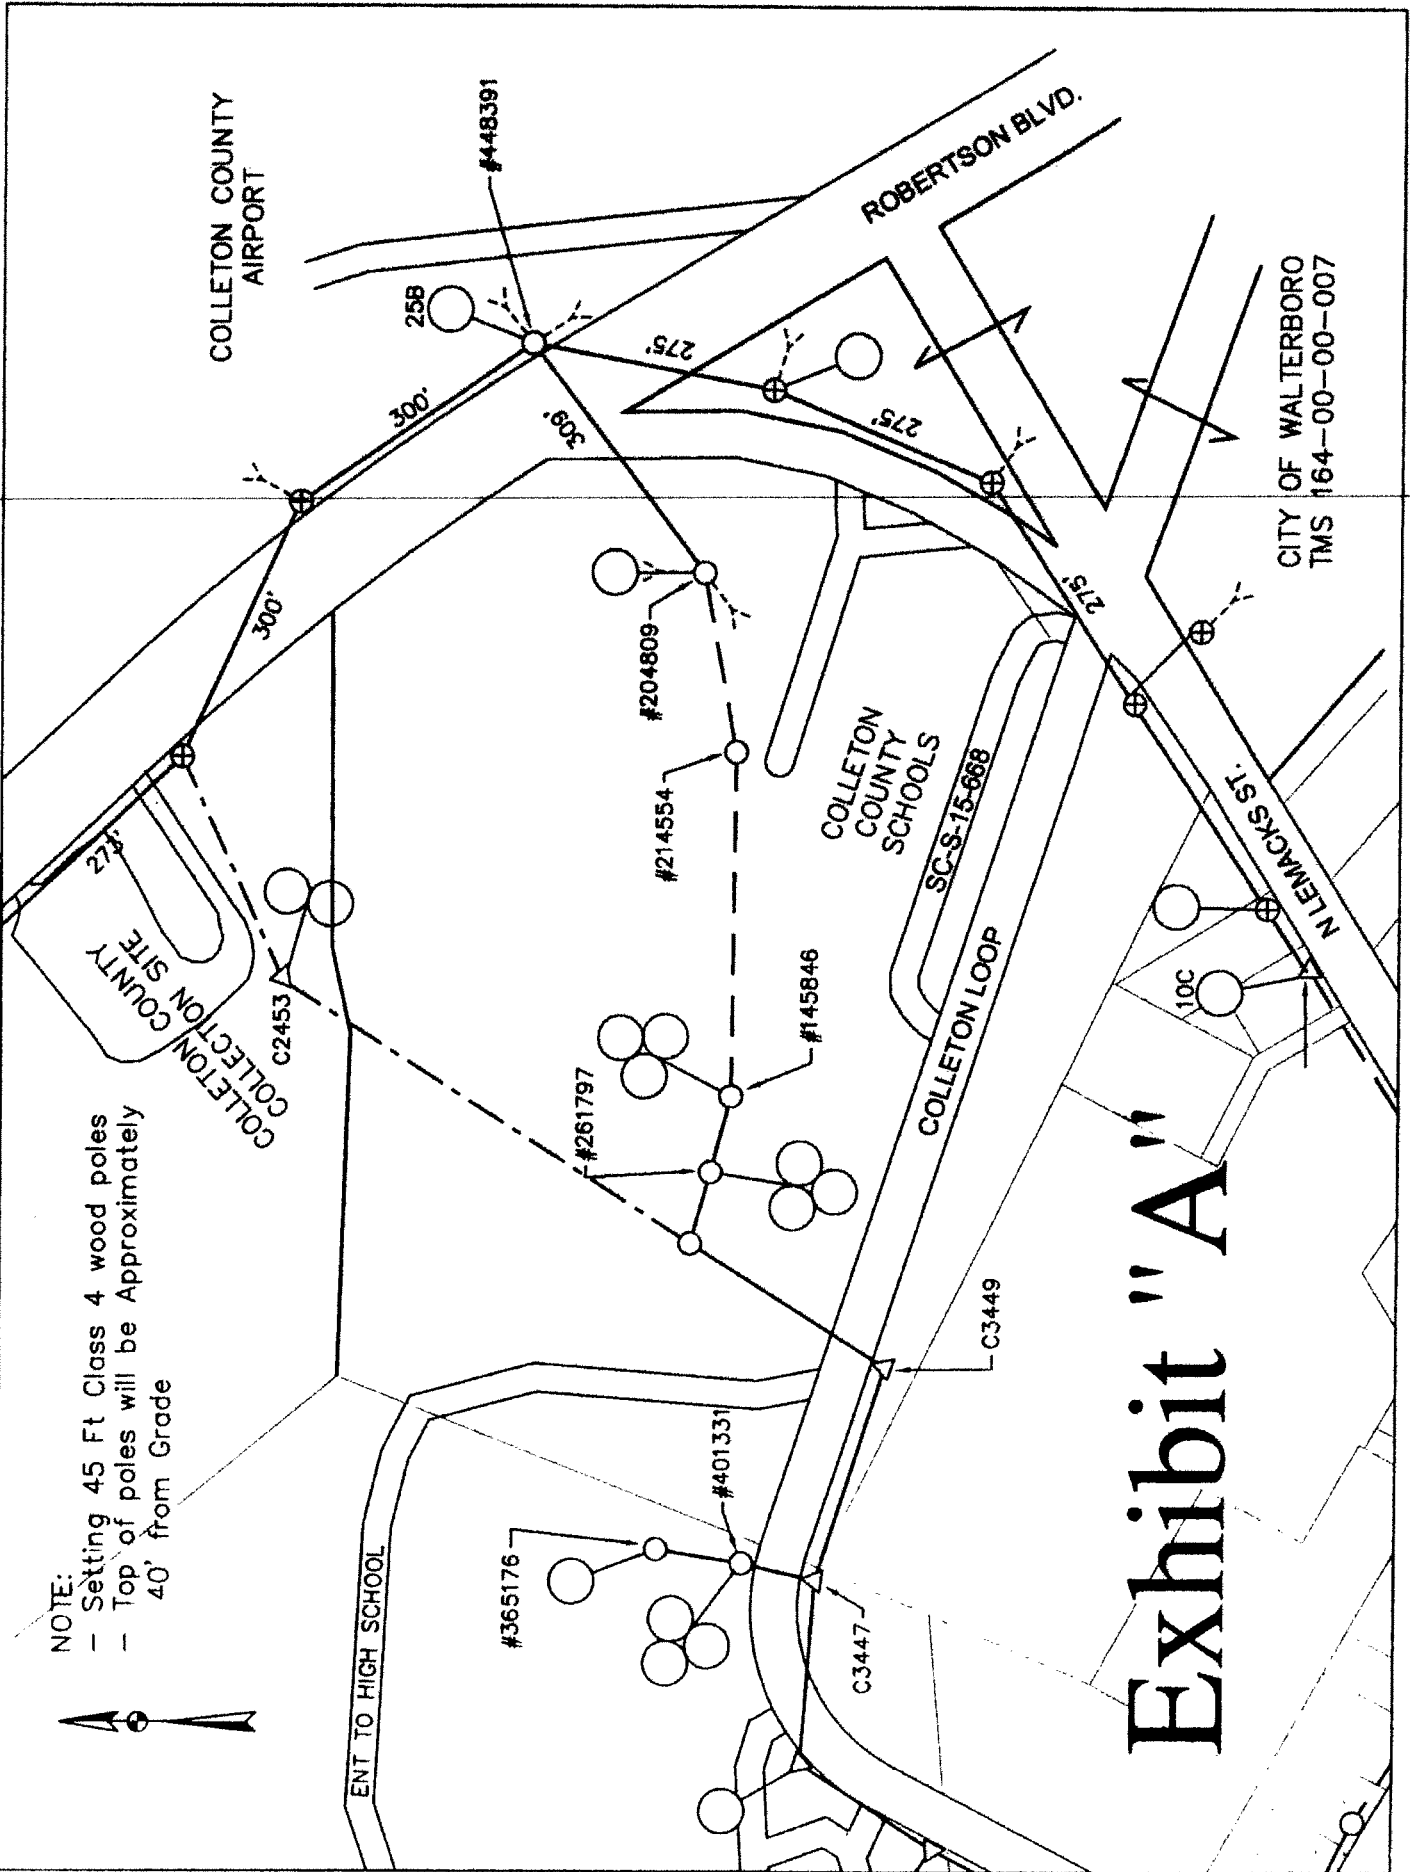 NOTE:
- Setting 45 Ft Class 4 wood poles
- Top of poles will be Approximately
40' from Grade
COLLETON COUNTY
AIRPORT
#448391
25B
300'
300'
309'
275'
275'
275'
273'
ROBERTSON BLVD.
COLLETON COUNTY
COLLECTION SITE
C2453
#204809
#214554
#145846
#261797
COLLETON
COUNTY
SCHOOLS
SC-S-15-668
COLLETON LOOP
CITY OF WALTERBORO
TMS 164-00-00-007
N LEMACKS ST.
10C
C3449
#401331
#365176
C3447
ENT TO HIGH SCHOOL
Exhibit "A"